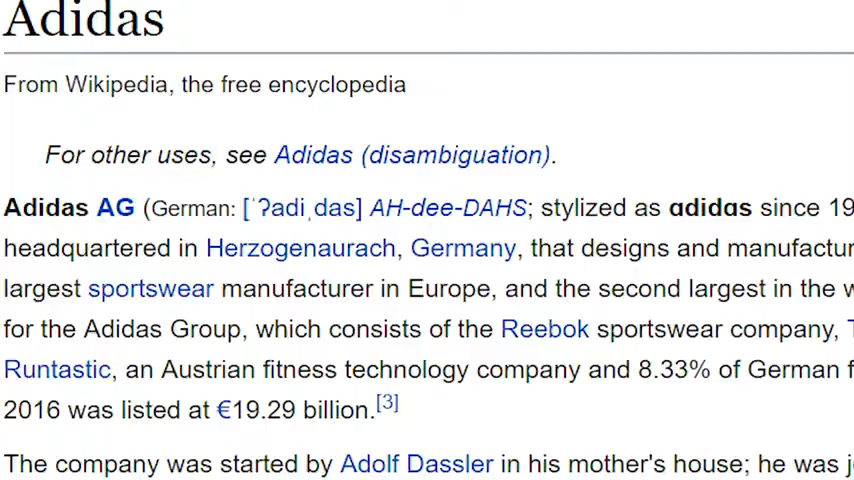 Adidas
From Wikipedia, the free encyclopedia
For other uses, see Adidas (disambiguation).
Adidas AG (German: [ˈʔadiˌdas] AH-dee-DAHS; stylized as ɑdidɑs since 19
headquartered in Herzogenaurach, Germany, that designs and manufactur
largest sportswear manufacturer in Europe, and the second largest in the w
for the Adidas Group, which consists of the Reebok sportswear company, T
Runtastic, an Austrian fitness technology company and 8.33% of German f
2016 was listed at €19.29 billion.[3]
The company was started by Adolf Dassler in his mother's house; he was jo